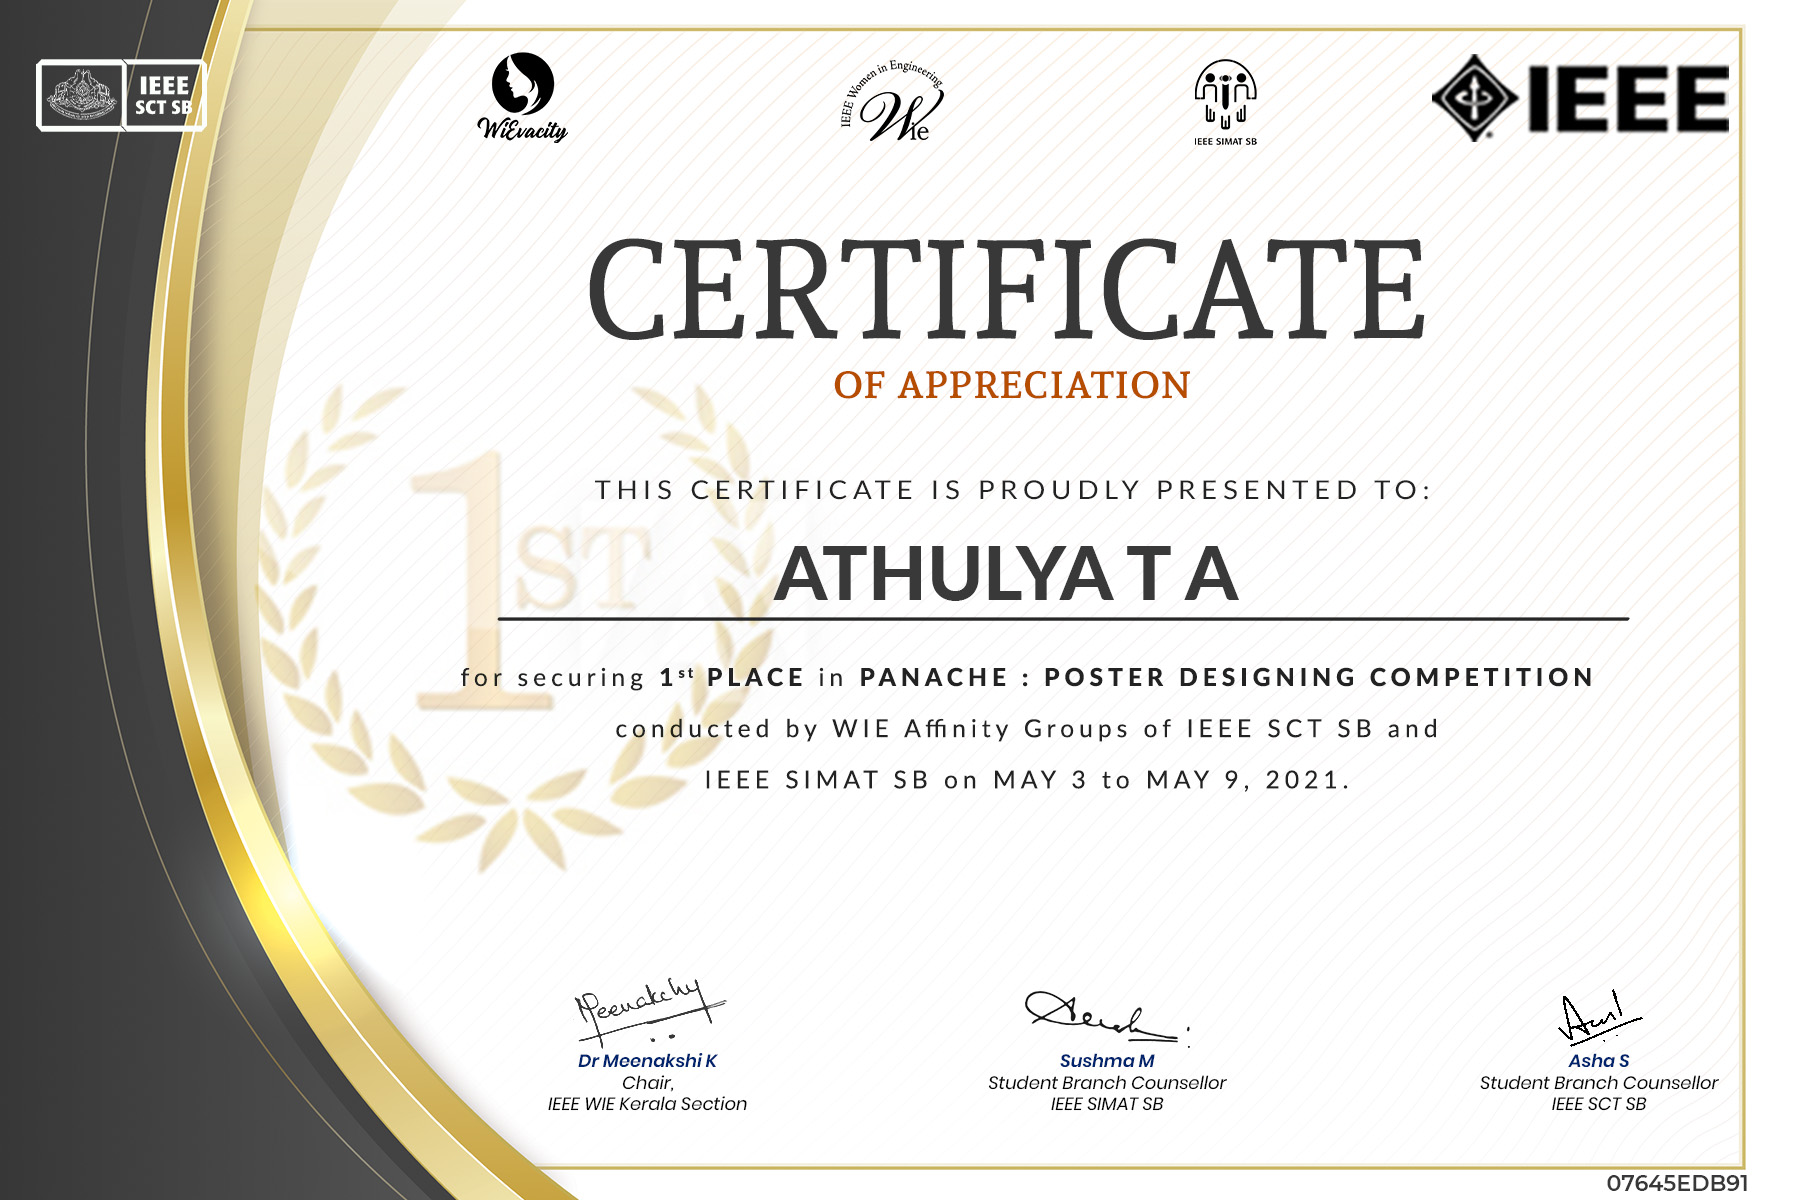 IEEE
SCT SB
WiEvacity
IEEE Women in Engineering
Wie
IEEE SIMAT SB
IEEE
CERTIFICATE
OF APPRECIATION
1ST
THIS CERTIFICATE IS PROUDLY PRESENTED TO:
ATHULYA T A
for securing 1st PLACE in PANACHE : POSTER DESIGNING COMPETITION
conducted by WIE Affinity Groups of IEEE SCT SB and
IEEE SIMAT SB on MAY 3 to MAY 9, 2021.
Meenakchy
Dr Meenakshi K
Chair,
IEEE WIE Kerala Section
Sushma M
Student Branch Counsellor
IEEE SIMAT SB
Asha S
Student Branch Counsellor
IEEE SCT SB
07645EDB91